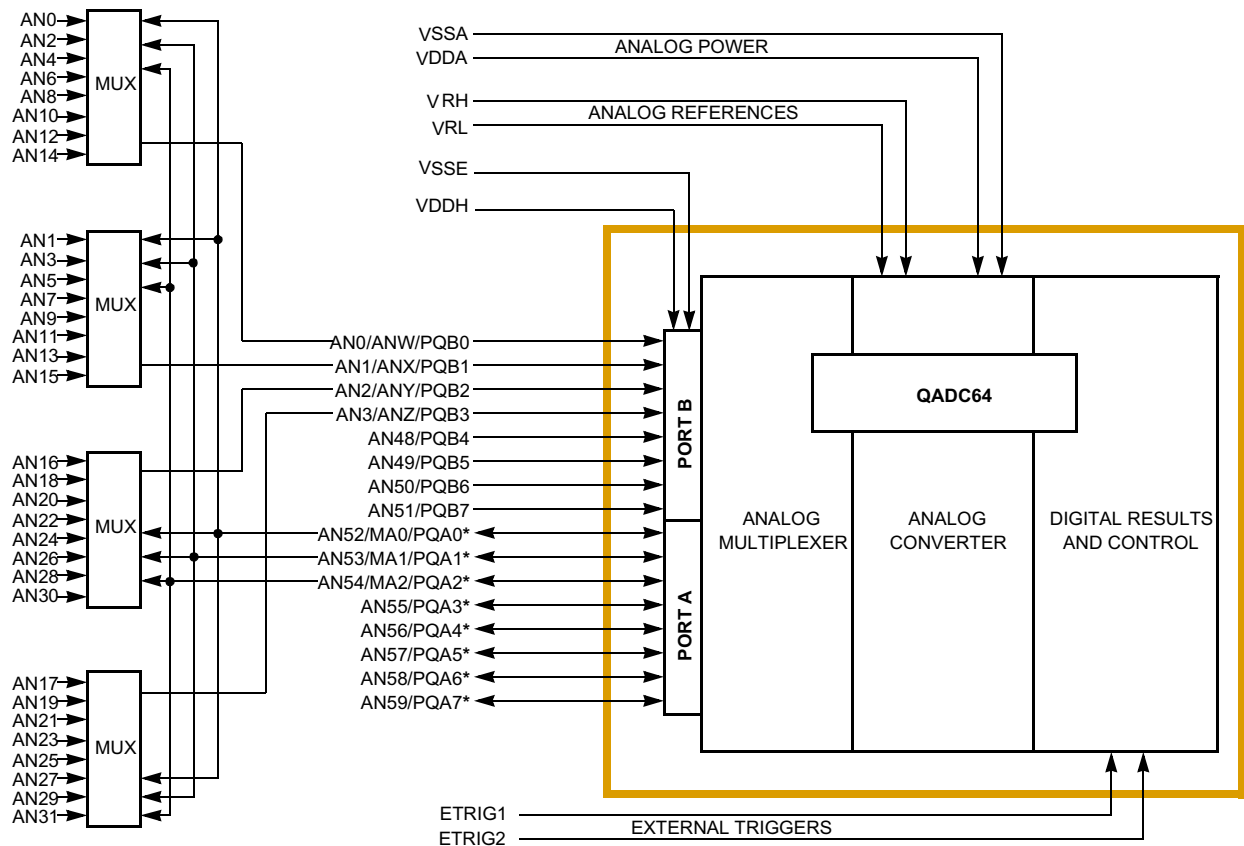 AN0
AN2
AN4
AN6
AN8
AN10
AN12
AN14
MUX
AN1
AN3
AN5
AN7
AN9
AN11
AN13
AN15
MUX
AN16
AN18
AN20
AN22
AN24
AN26
AN28
AN30
MUX
AN17
AN19
AN21
AN23
AN25
AN27
AN29
AN31
MUX
VSSA
VDDA
ANALOG POWER
VRH
VRL
ANALOG REFERENCES
VSSE
VDDH
AN0/ANW/PQB0
AN1/ANX/PQB1
AN2/ANY/PQB2
AN3/ANZ/PQB3
AN48/PQB4
AN49/PQB5
AN50/PQB6
AN51/PQB7
AN52/MA0/PQA0*
AN53/MA1/PQA1*
AN54/MA2/PQA2*
AN55/PQA3*
AN56/PQA4*
AN57/PQA5*
AN58/PQA6*
AN59/PQA7*
PORT B
PORT A
QADC64
ANALOG
MULTIPLEXER
ANALOG
CONVERTER
DIGITAL RESULTS
AND CONTROL
ETRIG1
ETRIG2
EXTERNAL TRIGGERS